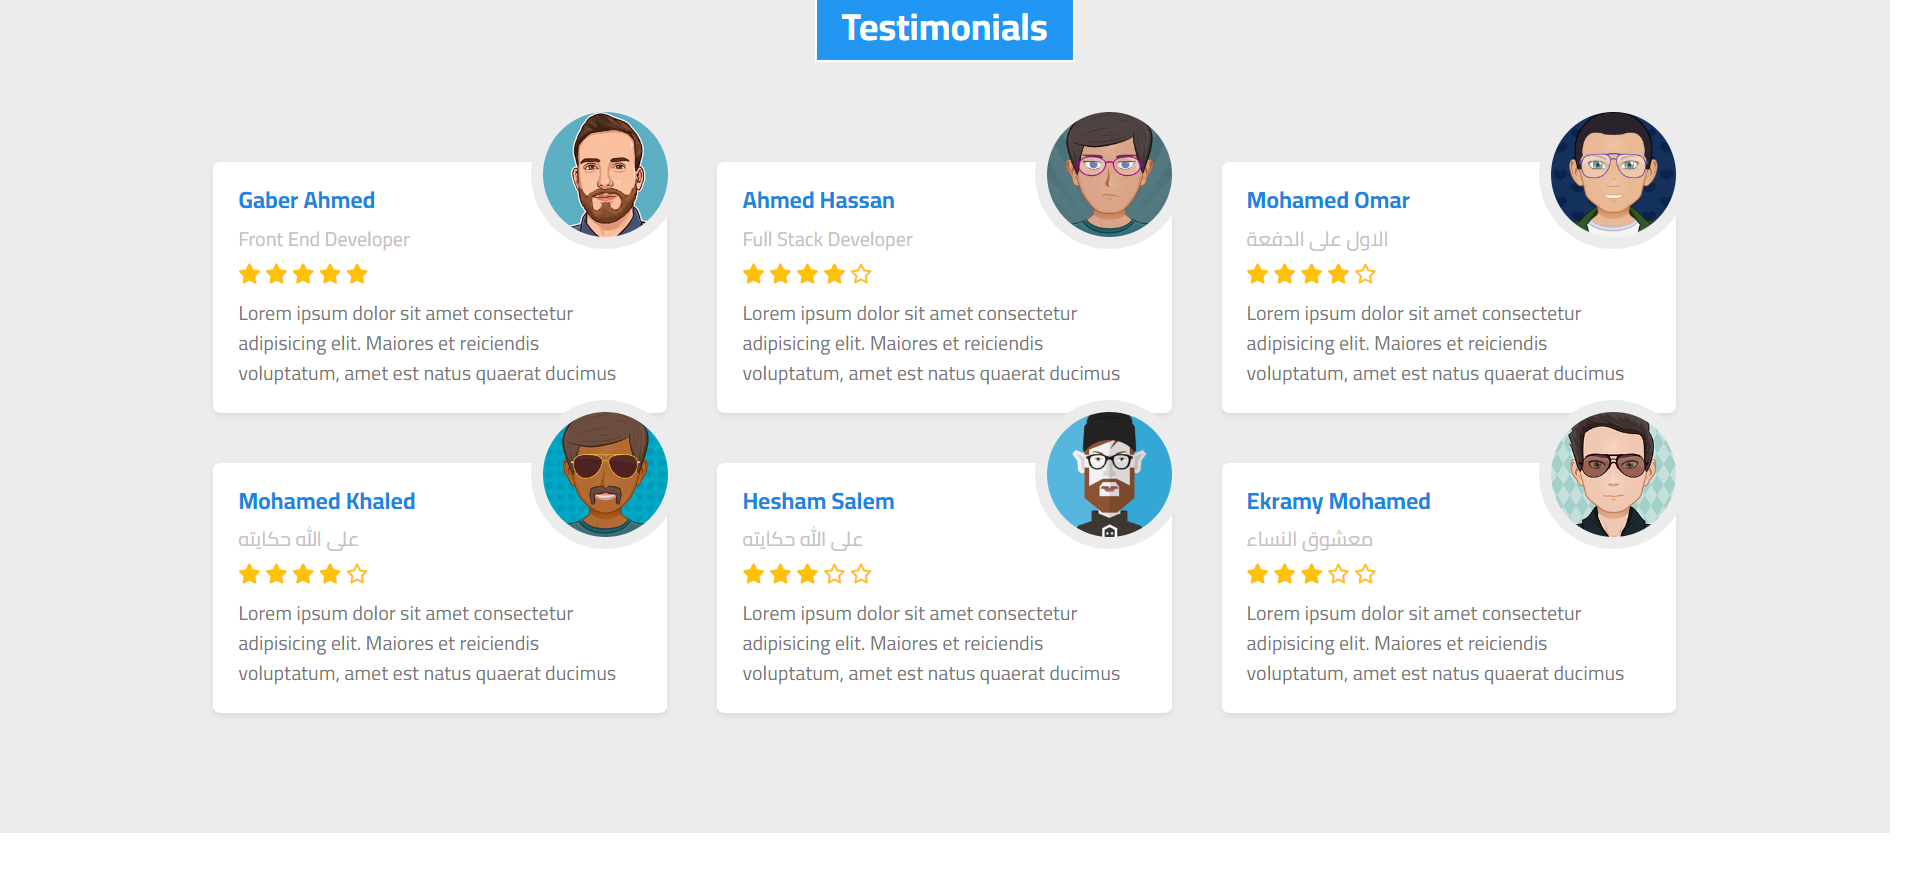 Testimonials
Gaber Ahmed
Front End Developer
Lorem ipsum dolor sit amet consectetur
adipisicing elit. Maiores et reiciendis
voluptatum, amet est natus quaerat ducimus
Ahmed Hassan
Full Stack Developer
Lorem ipsum dolor sit amet consectetur
adipisicing elit. Maiores et reiciendis
voluptatum, amet est natus quaerat ducimus
Mohamed Omar
الاول على الدفعة
Lorem ipsum dolor sit amet consectetur
adipisicing elit. Maiores et reiciendis
voluptatum, amet est natus quaerat ducimus
Mohamed Khaled
على الله حكايته
Lorem ipsum dolor sit amet consectetur
adipisicing elit. Maiores et reiciendis
voluptatum, amet est natus quaerat ducimus
Hesham Salem
على الله حكايته
Lorem ipsum dolor sit amet consectetur
adipisicing elit. Maiores et reiciendis
voluptatum, amet est natus quaerat ducimus
Ekramy Mohamed
معشوق النساء
Lorem ipsum dolor sit amet consectetur
adipisicing elit. Maiores et reiciendis
voluptatum, amet est natus quaerat ducimus